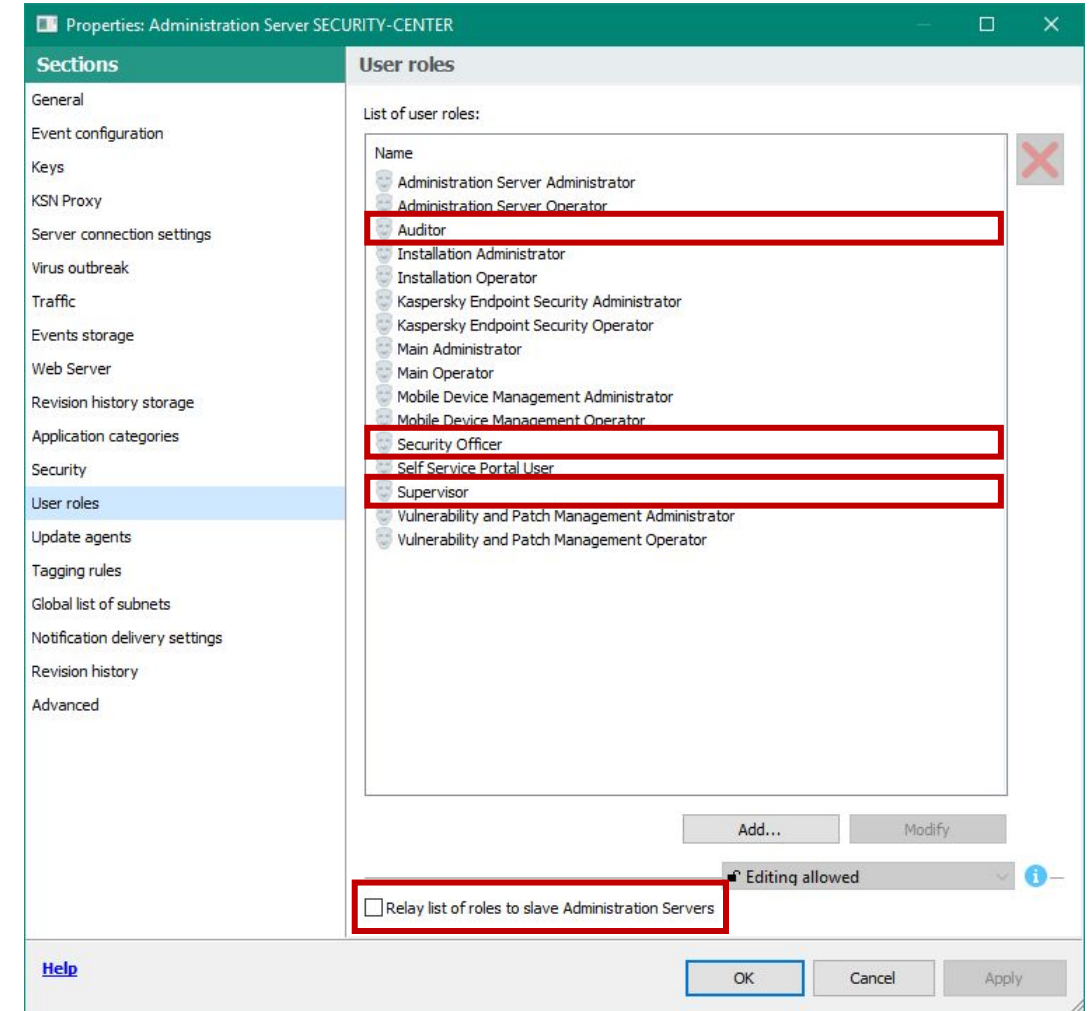 Properties: Administration Server SECURITY-CENTER
Sections
General
Event configuration
Keys
KSN Proxy
Server connection settings
Virus outbreak
Traffic
Events storage
Web Server
Revision history storage
Application categories
Security
User roles
Update agents
Tagging rules
Global list of subnets
Notification delivery settings
Revision history
Advanced
User roles
List of user roles:
Name
Administration Server Administrator
Administration Server Operator
Auditor
Installation Administrator
Installation Operator
Kaspersky Endpoint Security Administrator
Kaspersky Endpoint Security Operator
Main Administrator
Main Operator
Mobile Device Management Administrator
Mobile Device Management Operator
Security Officer
Self Service Portal User
Supervisor
Vulnerability and Patch Management Administrator
Vulnerability and Patch Management Operator
Add... Modify
Editing allowed
Relay list of roles to slave Administration Servers
Help
OK Cancel Apply